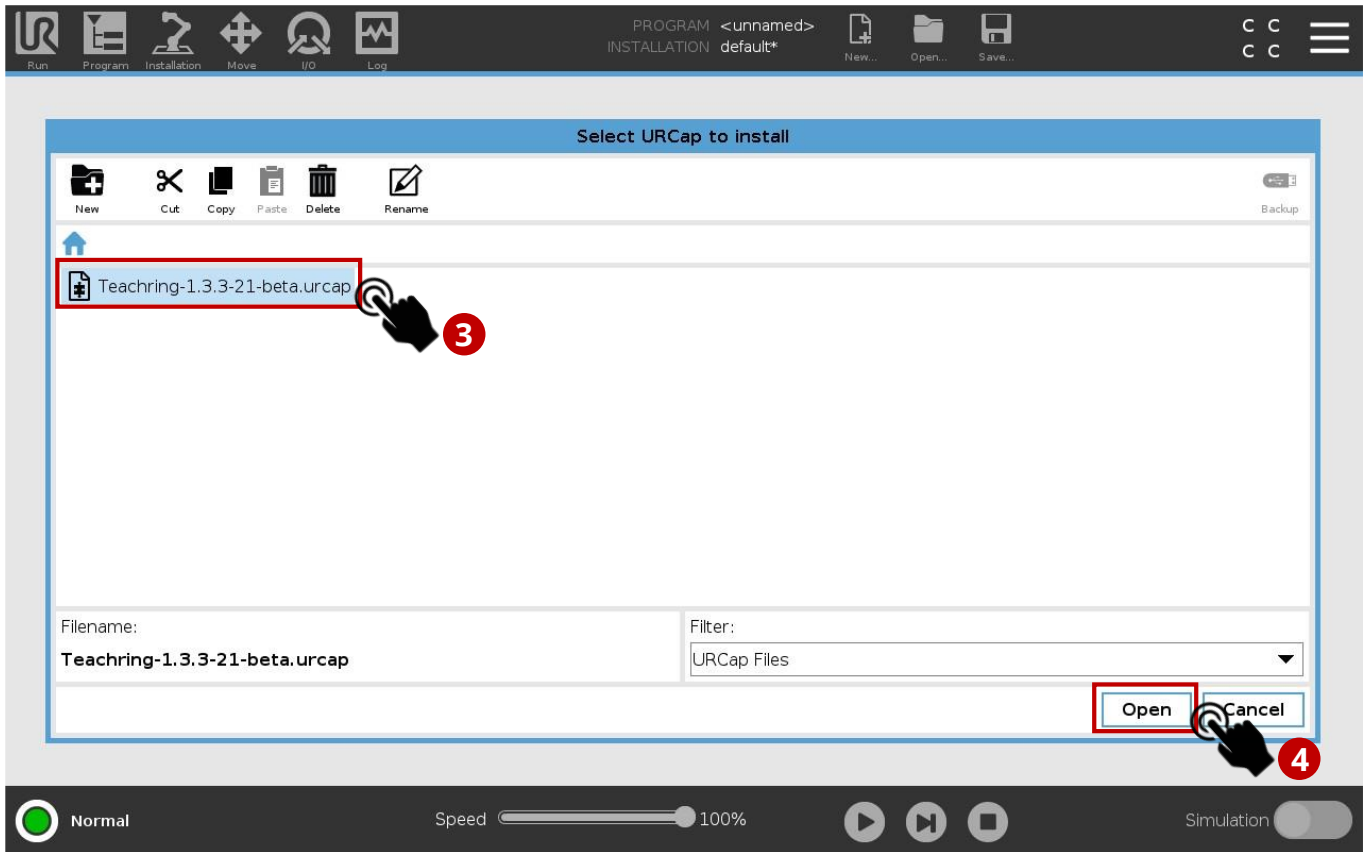 UR
PROGRAM <unnamed>
INSTALLATION default*
C C
C C
Run Program Installation Move I/O Log New... Open... Save...
Select URCap to install
New Cut Copy Paste Delete Rename Backup
Teachring-1.3.3-21-beta.urcap
3
Filename: Filter:
Teachring-1.3.3-21-beta.urcap URCap Files
Open Cancel
4
Normal Speed 100% Simulation